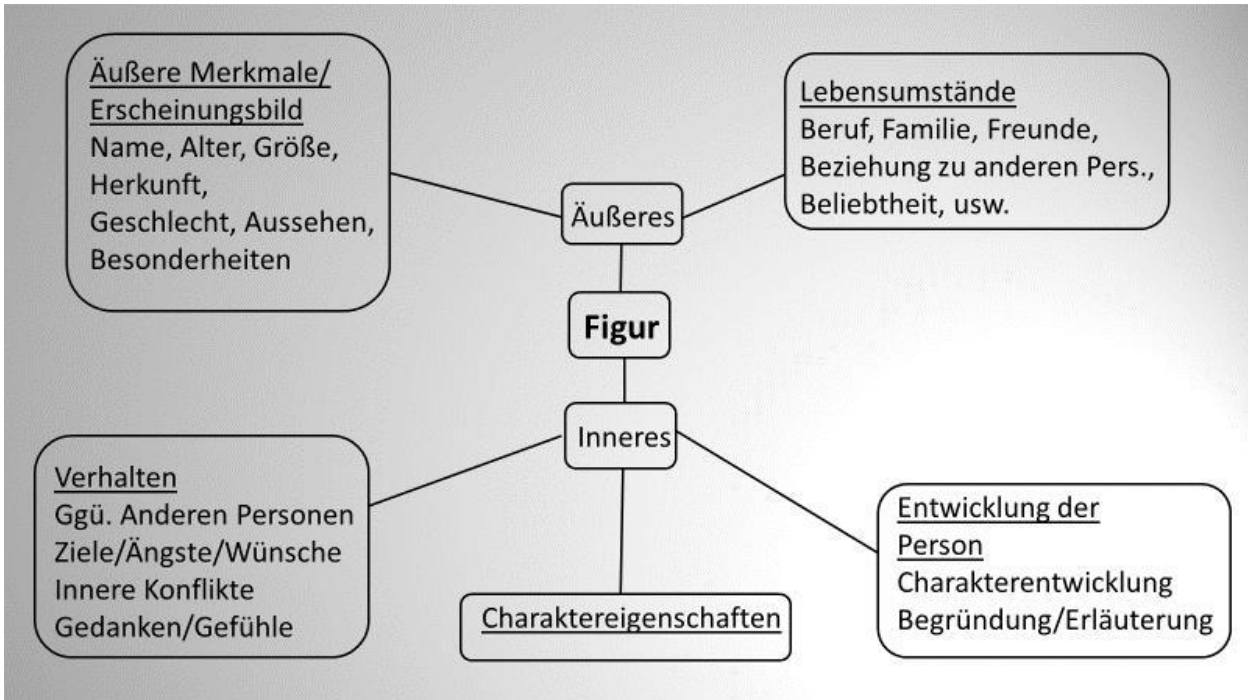 Äußere Merkmale/
Erscheinungsbild
Name, Alter, Größe,
Herkunft,
Geschlecht, Aussehen,
Besonderheiten
Lebensumstände
Beruf, Familie, Freunde,
Beziehung zu anderen Pers.,
Beliebtheit, usw.
Äußeres
Figur
Inneres
Verhalten
Ggü. Anderen Personen
Ziele/Ängste/Wünsche
Innere Konflikte
Gedanken/Gefühle
Charaktereigenschaften
Entwicklung der
Person
Charakterentwicklung
Begründung/Erläuterung